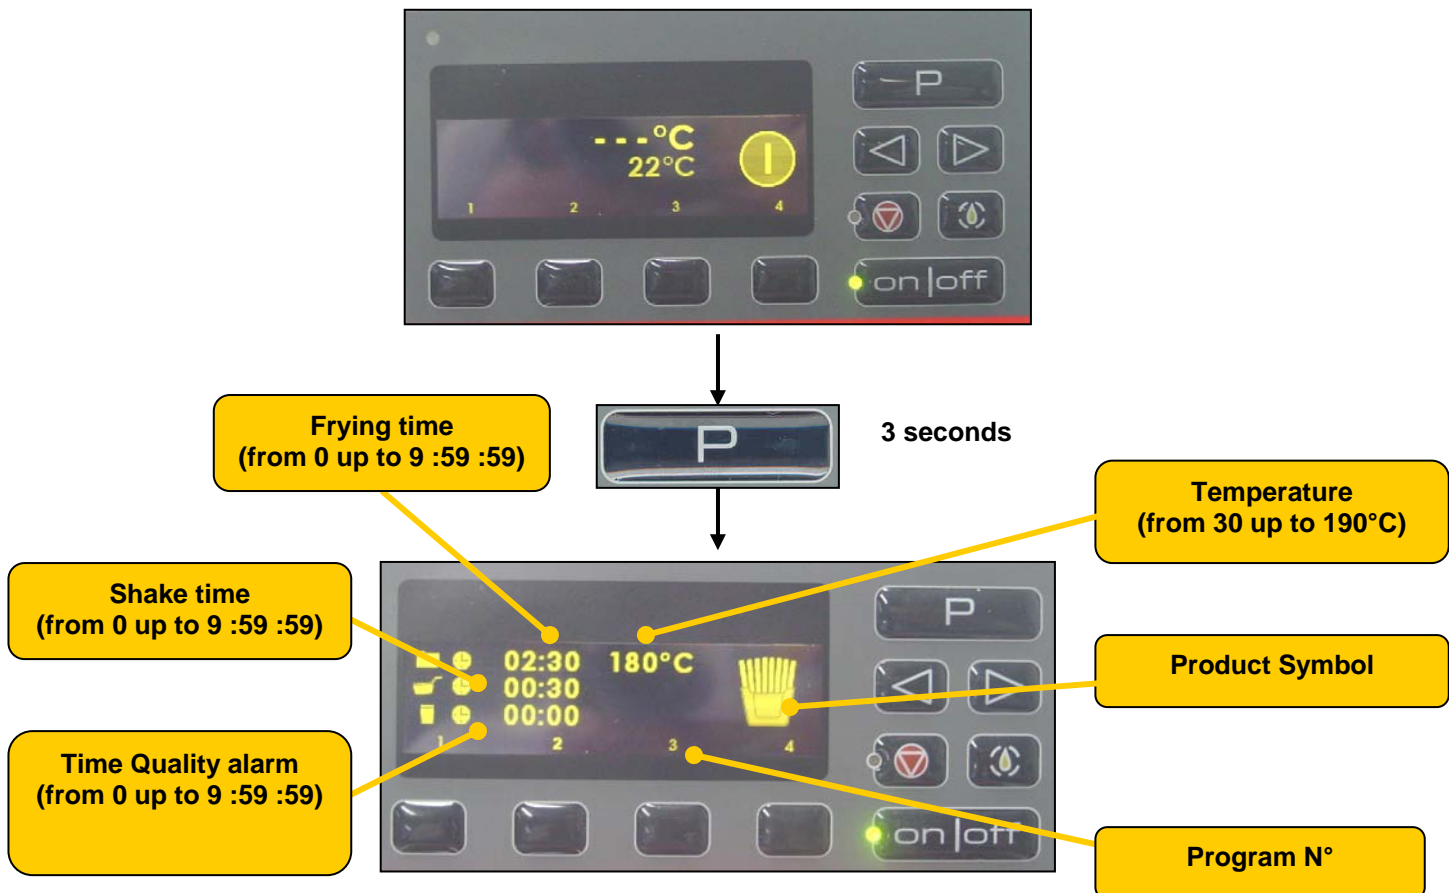 P
- - -°C
22°C
1 2 3 4
on|off
P
3 seconds
Frying time
(from 0 up to 9 :59 :59)
Temperature
(from 30 up to 190°C)
Shake time
(from 0 up to 9 :59 :59)
P
02:30 180°C
00:30
00:00
1 2 3 4
Product Symbol
Time Quality alarm
(from 0 up to 9 :59 :59)
on|off
Program N°